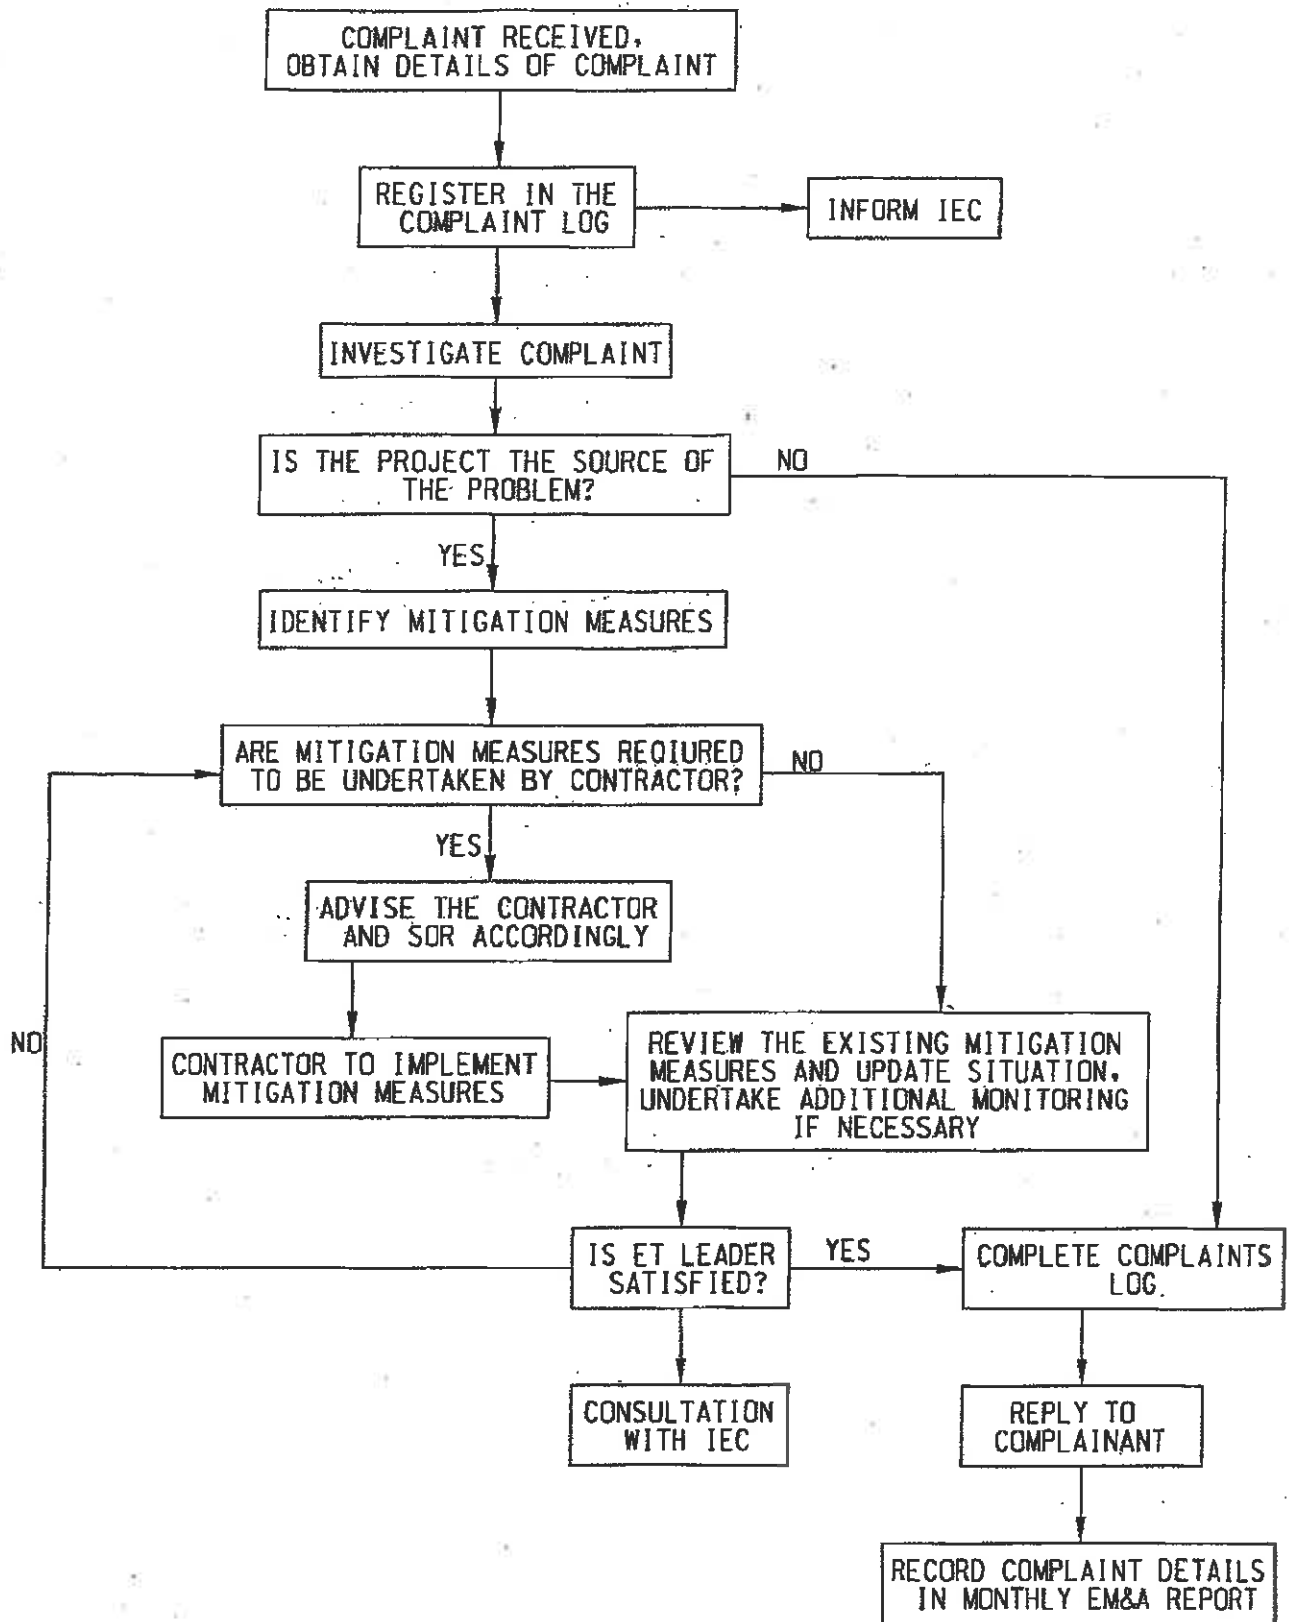 COMPLAINT RECEIVED,
OBTAIN DETAILS OF COMPLAINT
REGISTER IN THE
COMPLAINT LOG
INFORM IEC
INVESTIGATE COMPLAINT
IS THE PROJECT THE SOURCE OF
THE PROBLEM?
NO
YES
IDENTIFY MITIGATION MEASURES
ARE MITIGATION MEASURES REQIURED
TO BE UNDERTAKEN BY CONTRACTOR?
NO
YES
ADVISE THE CONTRACTOR
AND SOR ACCORDINGLY
NO
CONTRACTOR TO IMPLEMENT
MITIGATION MEASURES
REVIEW THE EXISTING MITIGATION
MEASURES AND UPDATE SITUATION,
UNDERTAKE ADDITIONAL MONITORING
IF NECESSARY
IS ET LEADER
SATISFIED?
YES
COMPLETE COMPLAINTS
LOG.
CONSULTATION
WITH IEC
REPLY TO
COMPLAINANT
RECORD COMPLAINT DETAILS
IN MONTHLY EM&A REPORT